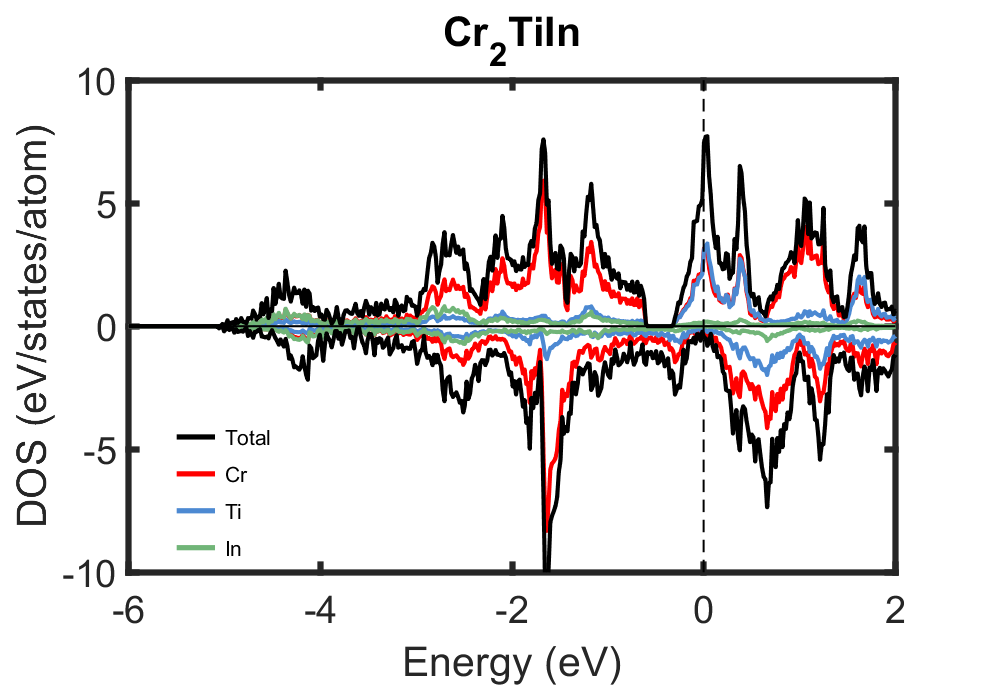 Cr₂TiIn
10
5
0
-5
-10
DOS (eV/states/atom)
Total
Cr
Ti
In
-6 -4 -2 0 2
Energy (eV)